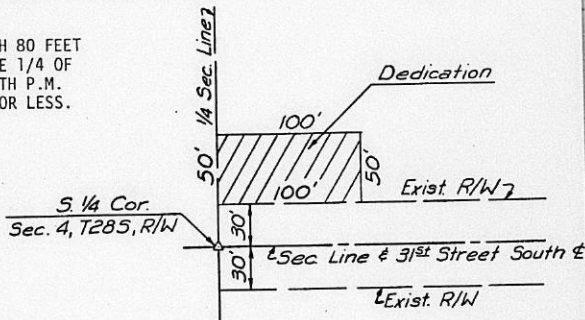 H 80 FEET
E 1/4 OF
TH P.M.
OR LESS.
1/4 Sec. Line
Dedication
100'
50'
100'
50'
Exist. R/W
S. 1/4 Cor.
Sec. 4, T28S, R/W
30'
℄ Sec Line & 31st Street South ℄
30'
Exist. R/W